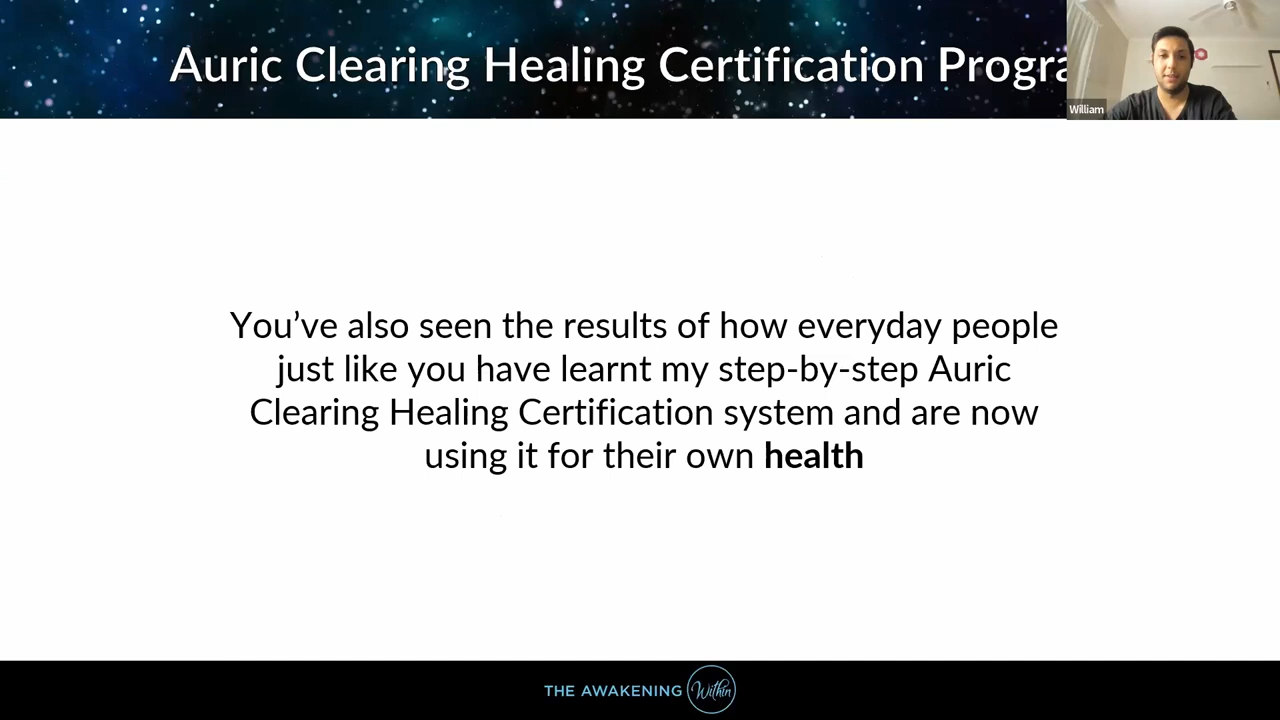 Auric Clearing Healing Certification Progra
William
You’ve also seen the results of how everyday people
just like you have learnt my step-by-step Auric
Clearing Healing Certification system and are now
using it for their own health
THE AWAKENING Within